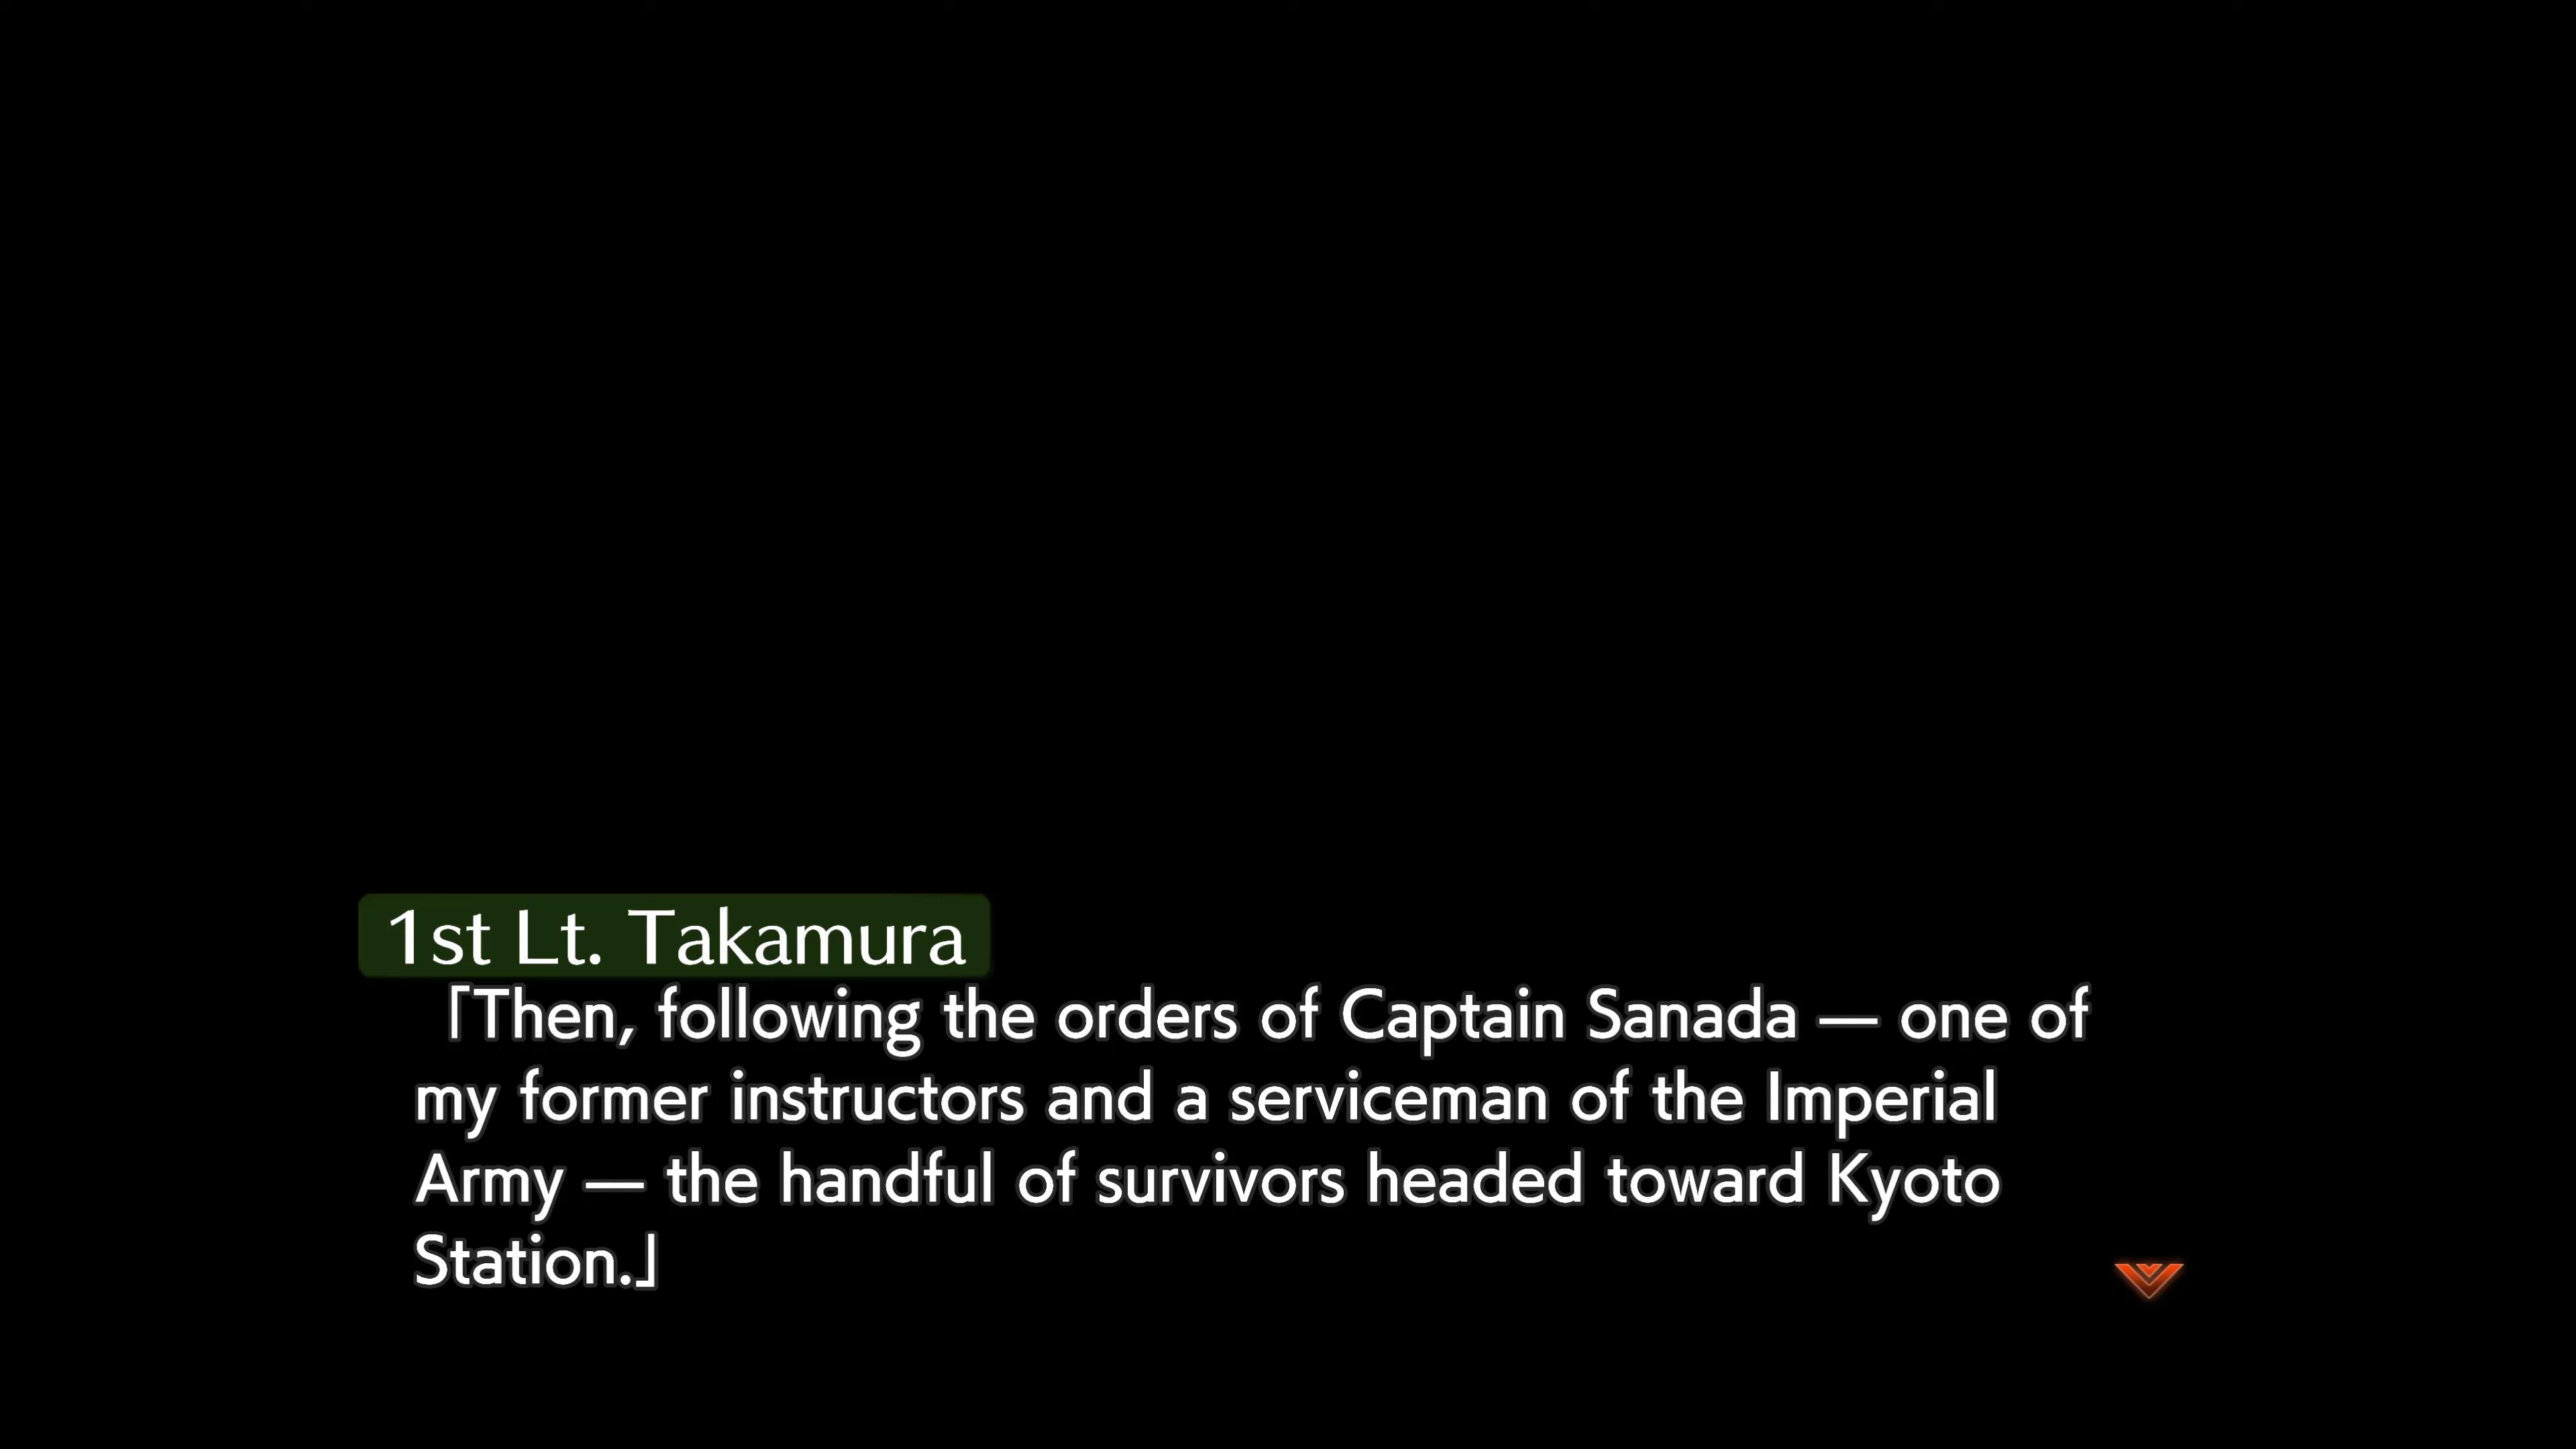 1st Lt. Takamura
「Then, following the orders of Captain Sanada — one of
my former instructors and a serviceman of the Imperial
Army — the handful of survivors headed toward Kyoto
Station.」